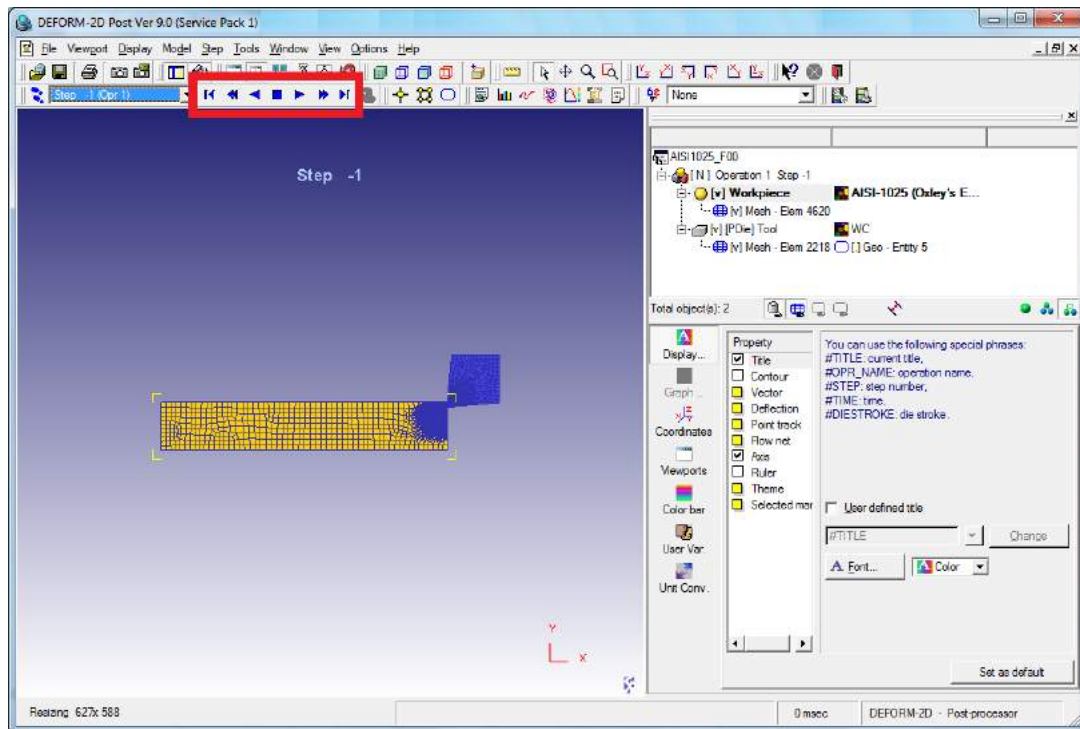 DEFORM-2D Post Ver 9.0 (Service Pack 1)
File Viewport Display Model Step Tools Window View Options Help
Step -1 (Opr 1)
None
Step -1
AISI1025_F00
[N] Operation 1 Step -1
[v] Workpiece AISI-1025 (Oxley's E...
[v] Mesh - Elem 4620
[v] [PDie] Tool WC
[v] Mesh - Elem 2218 [.] Geo - Entity 5
Total object(s): 2
Display...
Graph ...
Coordinates
Viewports
Color bar
User Var.
Unit Conv.
Property
Title
Contour
Vector
Deflection
Point track
Flow net
Axis
Ruler
Theme
Selected mar
You can use the following special phrases:
#TITLE: current title,
#OPR_NAME: operation name,
#STEP: step number,
#TIME: time,
#DIESTROKE: die stroke.
User defined title
#TITLE
Change
A Font...
Color
Y
X
Set as default
Resizing 627x 588
0 msec
DEFORM-2D - Post-processor